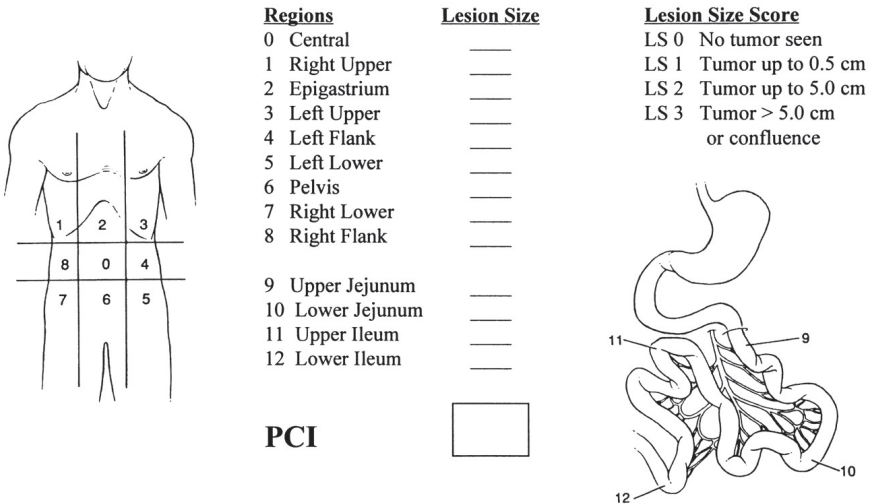 Regions
0 Central
1 Right Upper
2 Epigastrium
3 Left Upper
4 Left Flank
5 Left Lower
6 Pelvis
7 Right Lower
8 Right Flank
9 Upper Jejunum
10 Lower Jejunum
11 Upper Ileum
12 Lower Ileum
PCI
Lesion Size
Lesion Size Score
LS 0 No tumor seen
LS 1 Tumor up to 0.5 cm
LS 2 Tumor up to 5.0 cm
LS 3 Tumor > 5.0 cm
or confluence
1 2 3
8 0 4
7 6 5
11
9
10
12